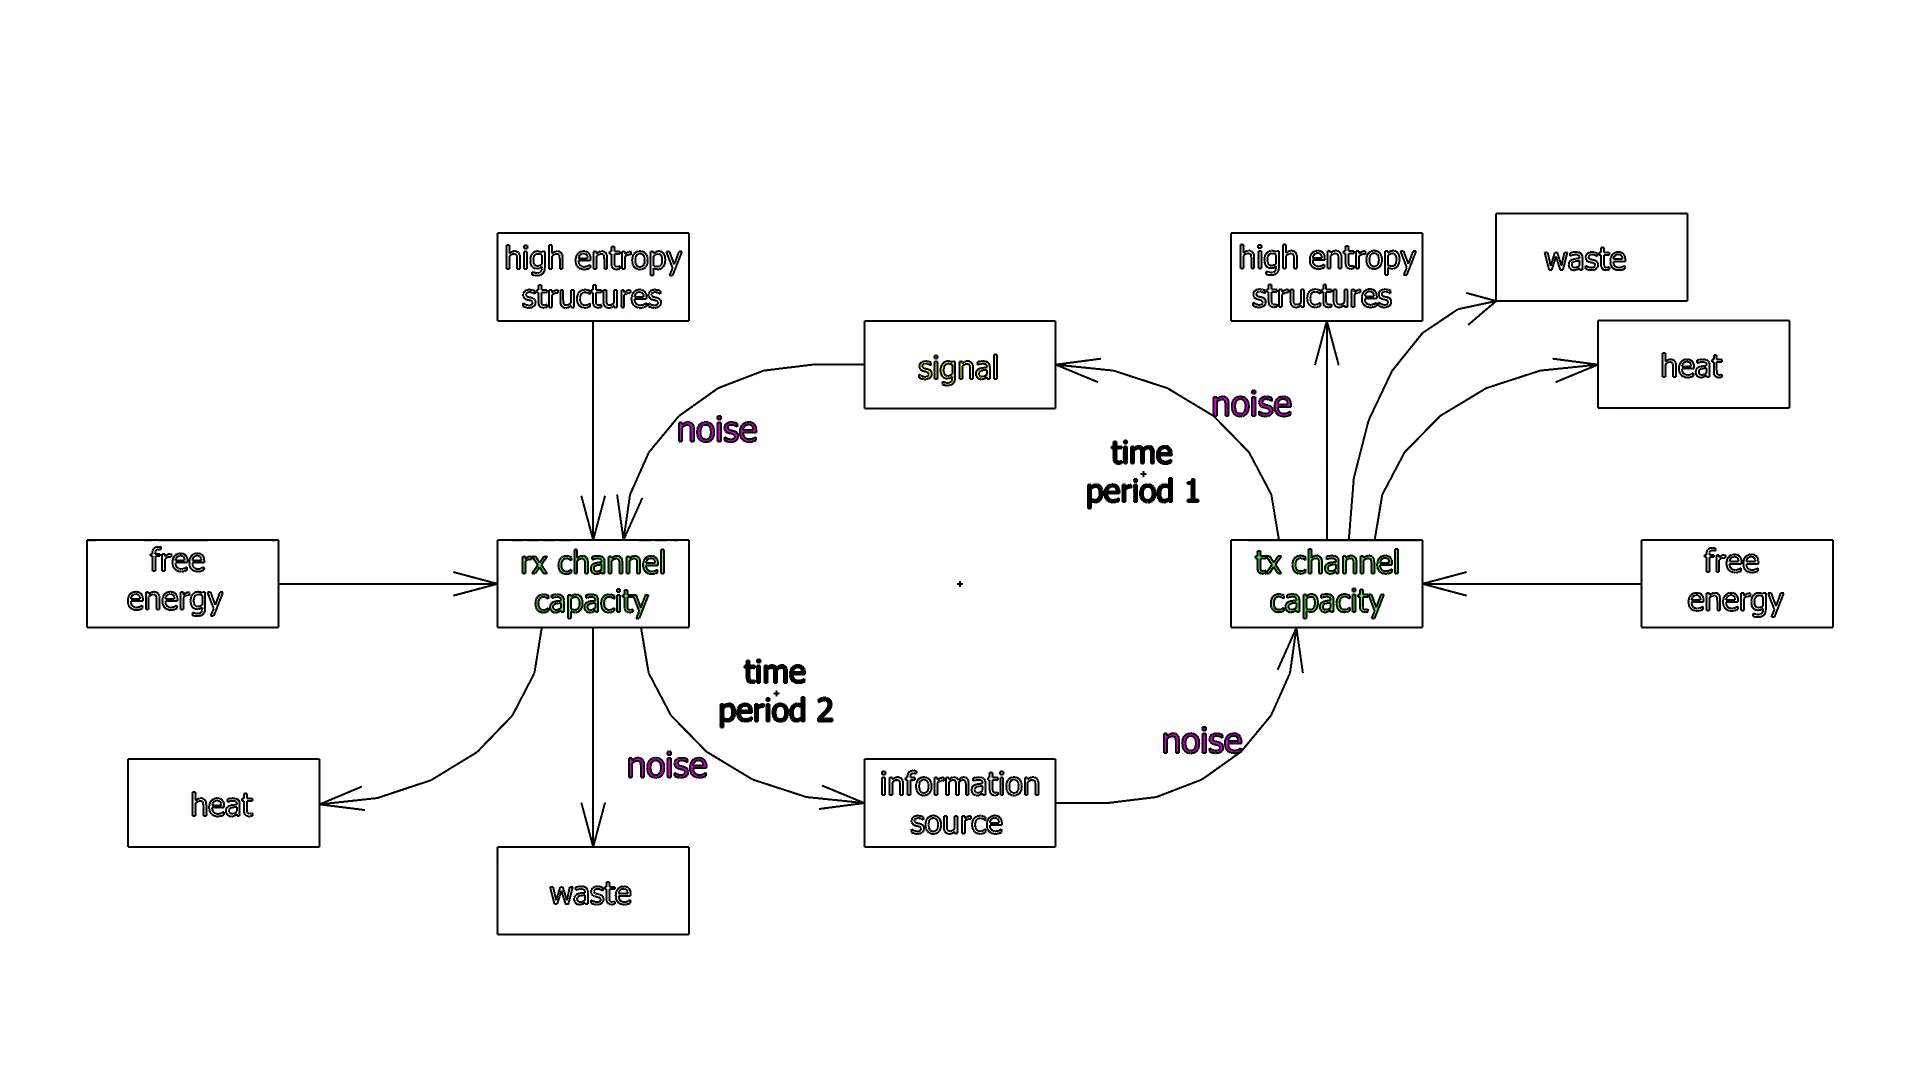 high entropy
structures
high entropy
structures
waste
signal
heat
noise
noise
time
period 1
free
energy
rx channel
capacity
tx channel
capacity
free
energy
time
period 2
noise
noise
heat
information
source
waste